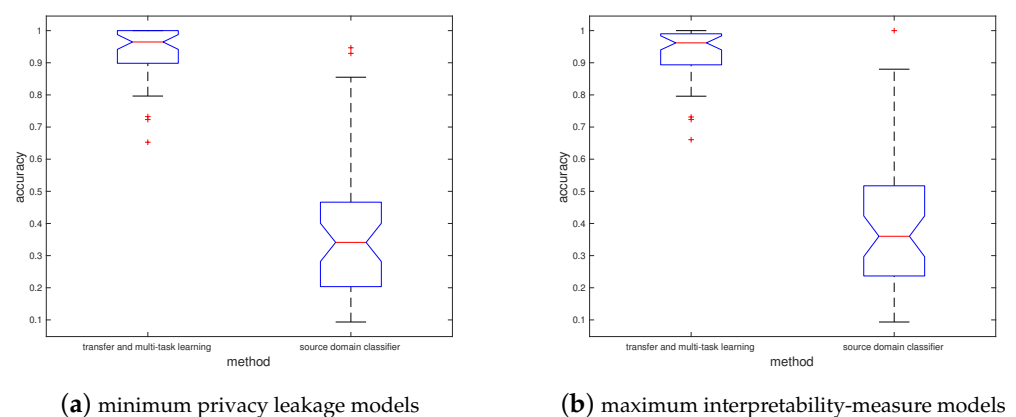 1
0.9
0.8
0.7
0.6
0.5
0.4
0.3
0.2
0.1
accuracy
transfer and multi-task learning
source domain classifier
method
(a) minimum privacy leakage models
1
0.9
0.8
0.7
0.6
0.5
0.4
0.3
0.2
0.1
accuracy
transfer and multi-task learning
source domain classifier
method
(b) maximum interpretability-measure models